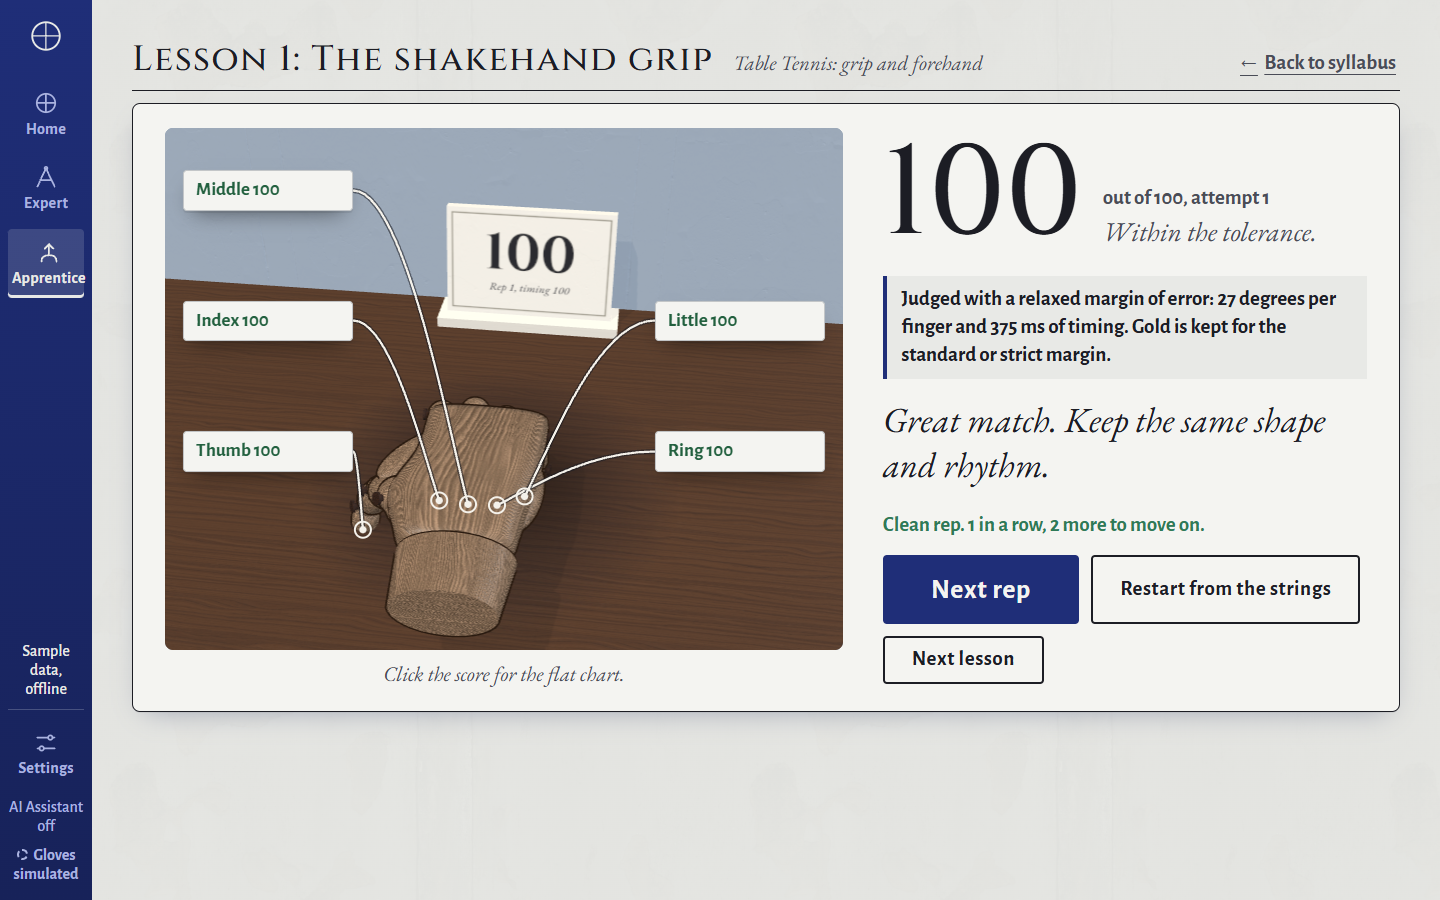 Home
Expert
Apprentice
Sample
data,
offline
Settings
AI Assistant
off
Gloves
simulated
Lesson 1: The shakehand grip
Table Tennis: grip and forehand
← Back to syllabus
Middle 100
Index 100
Thumb 100
100
Rep 1, timing 100
Little 100
Ring 100
Click the score for the flat chart.
100
out of 100, attempt 1
Within the tolerance.
Judged with a relaxed margin of error: 27 degrees per
finger and 375 ms of timing. Gold is kept for the
standard or strict margin.
Great match. Keep the same shape
and rhythm.
Clean rep. 1 in a row, 2 more to move on.
Next rep
Restart from the strings
Next lesson